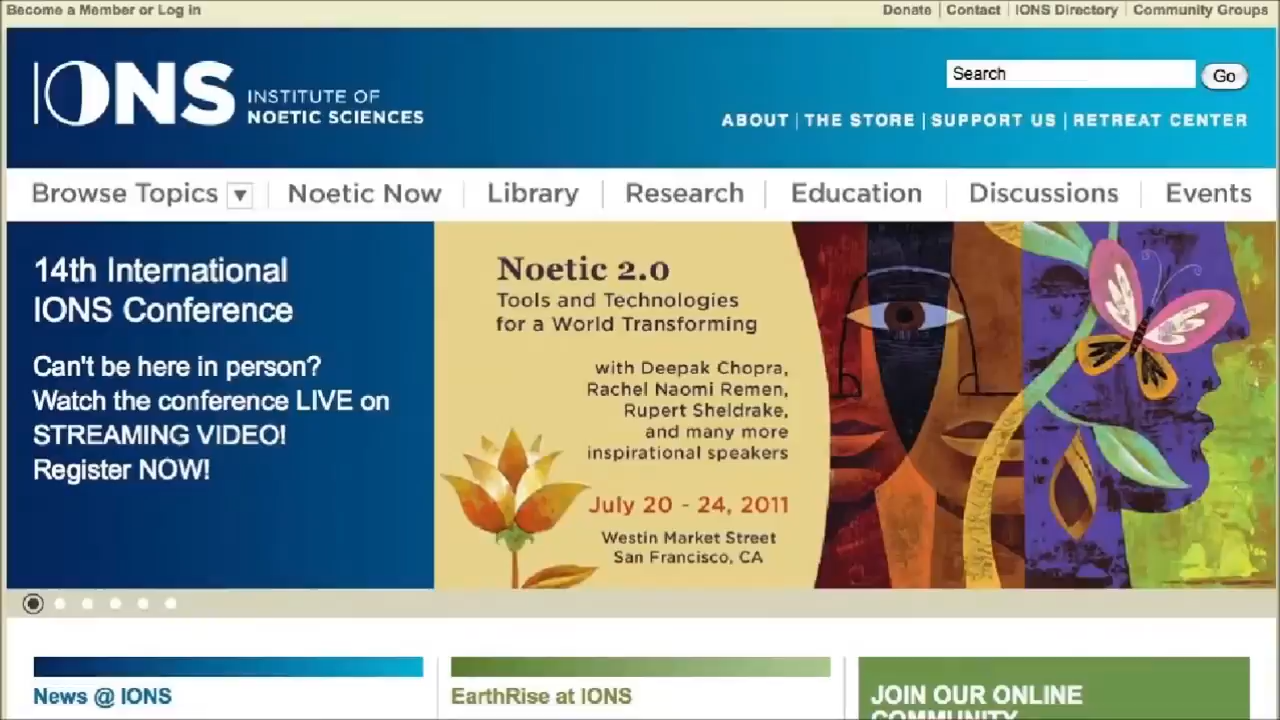 Become a Member or Log in
Donate | Contact | IONS Directory | Community Groups
IONS INSTITUTE OF
NOETIC SCIENCES
Search
Go
ABOUT | THE STORE | SUPPORT US | RETREAT CENTER
Browse Topics ▼ Noetic Now Library Research Education Discussions Events
14th International
IONS Conference
Can't be here in person?
Watch the conference LIVE on
STREAMING VIDEO!
Register NOW!
Noetic 2.0
Tools and Technologies
for a World Transforming
with Deepak Chopra,
Rachel Naomi Remen,
Rupert Sheldrake,
and many more
inspirational speakers
July 20 - 24, 2011
Westin Market Street
San Francisco, CA
News @ IONS
EarthRise at IONS
JOIN OUR ONLINE
COMMUNITY